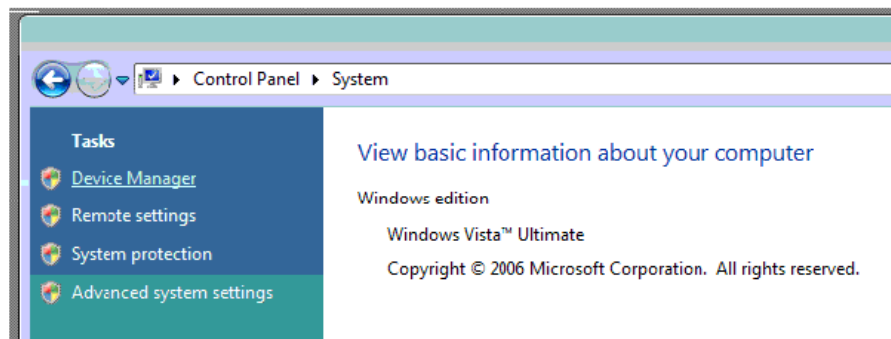 Control Panel System
Tasks
Device Manager
Remote settings
System protection
Advanced system settings
View basic information about your computer
Windows edition
Windows Vista™ Ultimate
Copyright © 2006 Microsoft Corporation. All rights reserved.